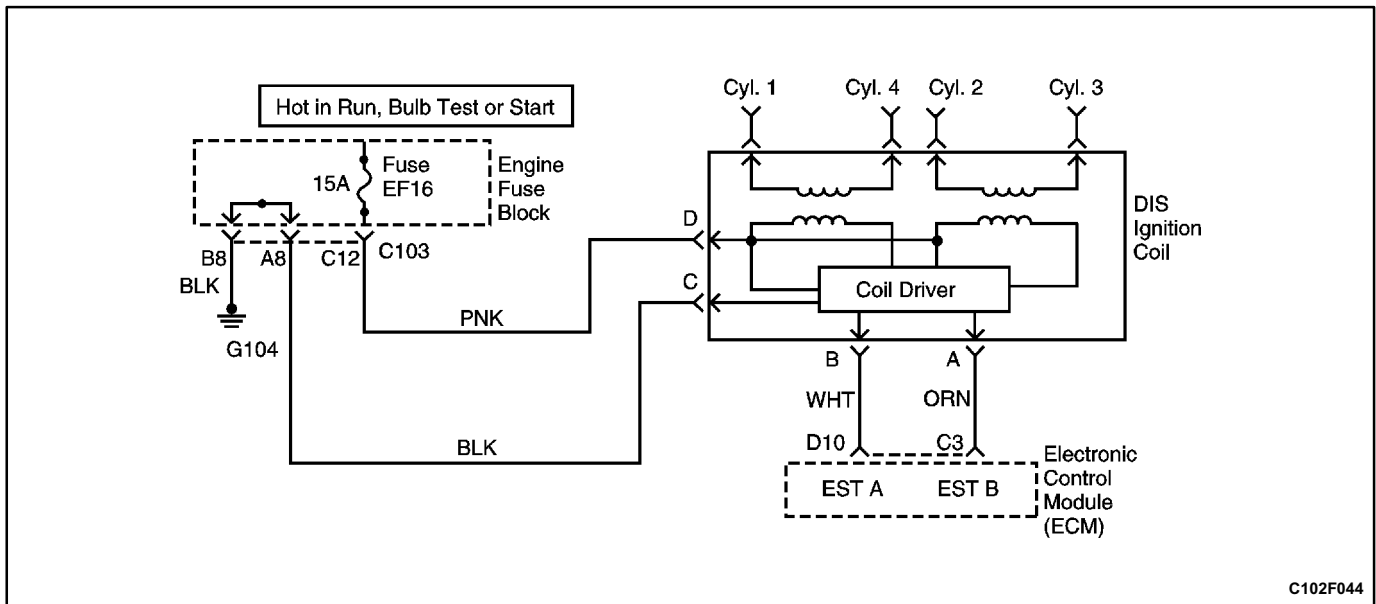 Hot in Run, Bulb Test or Start
Cyl. 1
Cyl. 4
Cyl. 2
Cyl. 3
15A
Fuse
EF16
Engine
Fuse
Block
DIS
Ignition
Coil
D
B8
A8
C12
C103
BLK
C
Coil Driver
PNK
G104
B
A
WHT
ORN
BLK
D10
C3
EST A
EST B
Electronic
Control
Module
(ECM)
C102F044